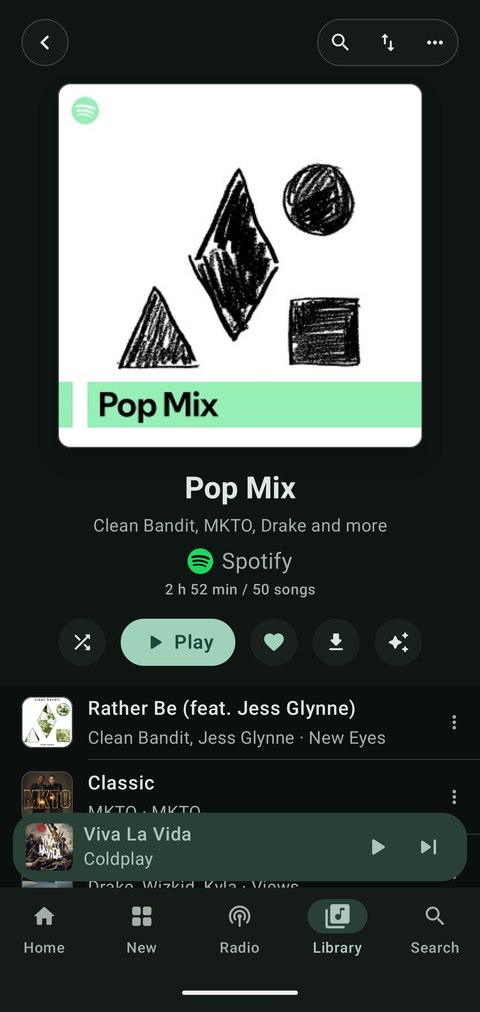 Pop Mix
Pop Mix
Clean Bandit, MKTO, Drake and more
Spotify
2 h 52 min / 50 songs
Play
Rather Be (feat. Jess Glynne)
Clean Bandit, Jess Glynne · New Eyes
Classic
MKTO · MKTO
Viva La Vida
Coldplay
Drake, Wizkid, Kyla · Views
Home
New
Radio
Library
Search